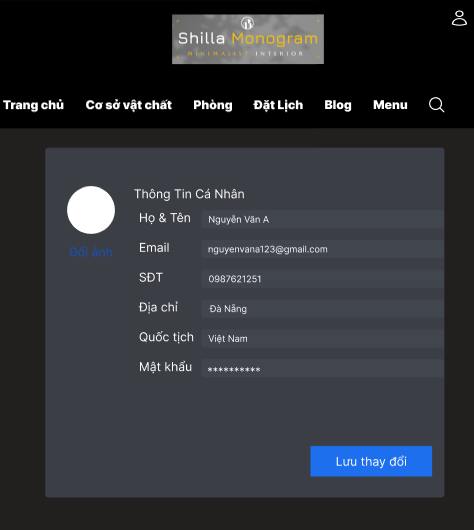 Shilla Monogram
MINIMALIST INTERIOR
Trang chủ Cơ sở vật chất Phòng Đặt Lịch Blog Menu
Thông Tin Cá Nhân
Họ & Tên Nguyễn Văn A
Đổi ảnh
Email nguyenvana123@gmail.com
SĐT 0987621251
Địa chỉ Đà Nẵng
Quốc tịch Việt Nam
Mật khẩu **********
Lưu thay đổi